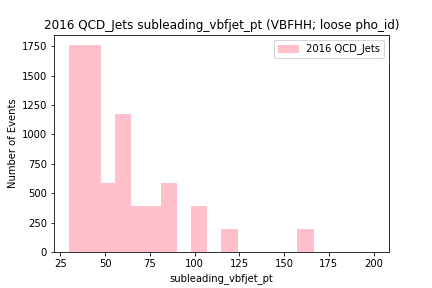 2016 QCD_Jets subleading_vbfjet_pt (VBFHH; loose pho_id)
2016 QCD_Jets
Number of Events
1750
1500
1250
1000
750
500
250
0
25 50 75 100 125 150 175 200
subleading_vbfjet_pt